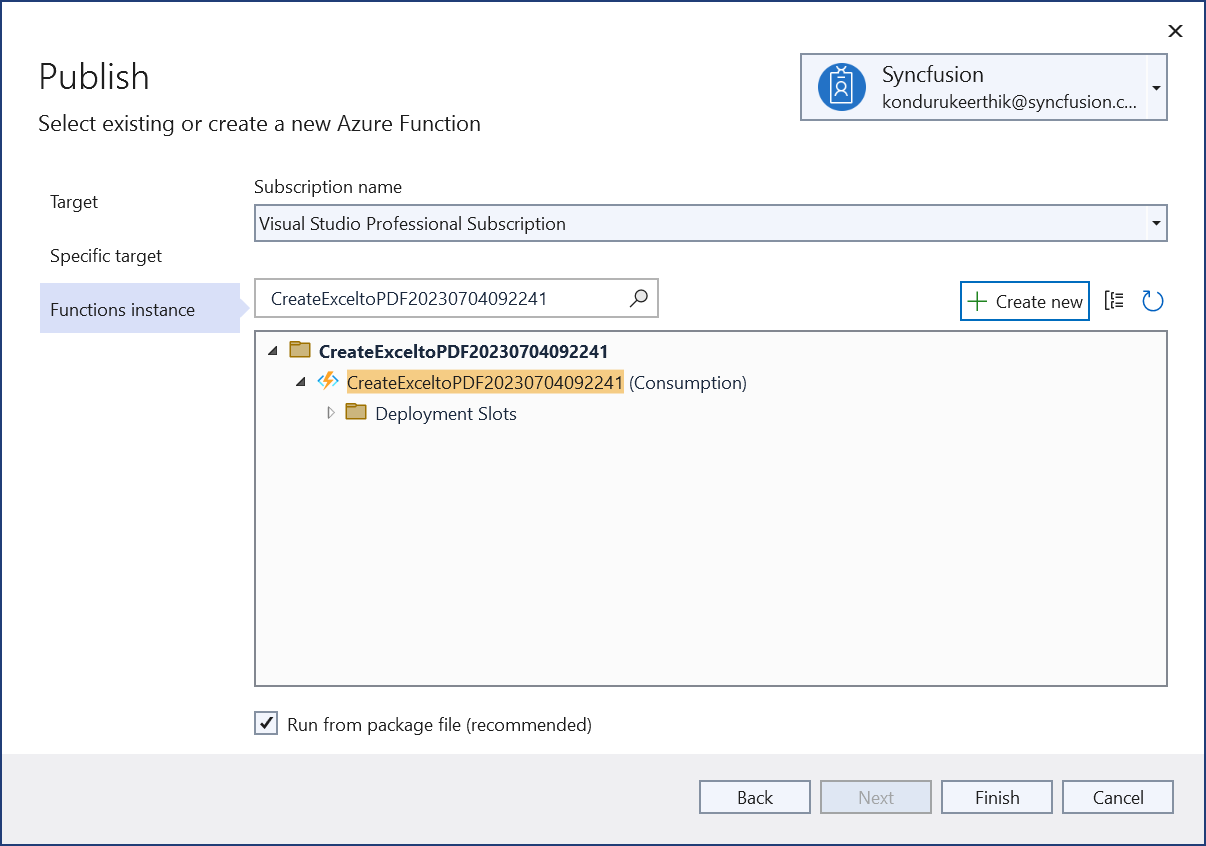 Publish
Syncfusion
kondurukeerthik@syncfusion.c...
Select existing or create a new Azure Function
Target
Specific target
Functions instance
Subscription name
Visual Studio Professional Subscription
CreateExceltoPDF20230704092241
Create new
CreateExceltoPDF20230704092241
CreateExceltoPDF20230704092241 (Consumption)
Deployment Slots
Run from package file (recommended)
Back
Next
Finish
Cancel